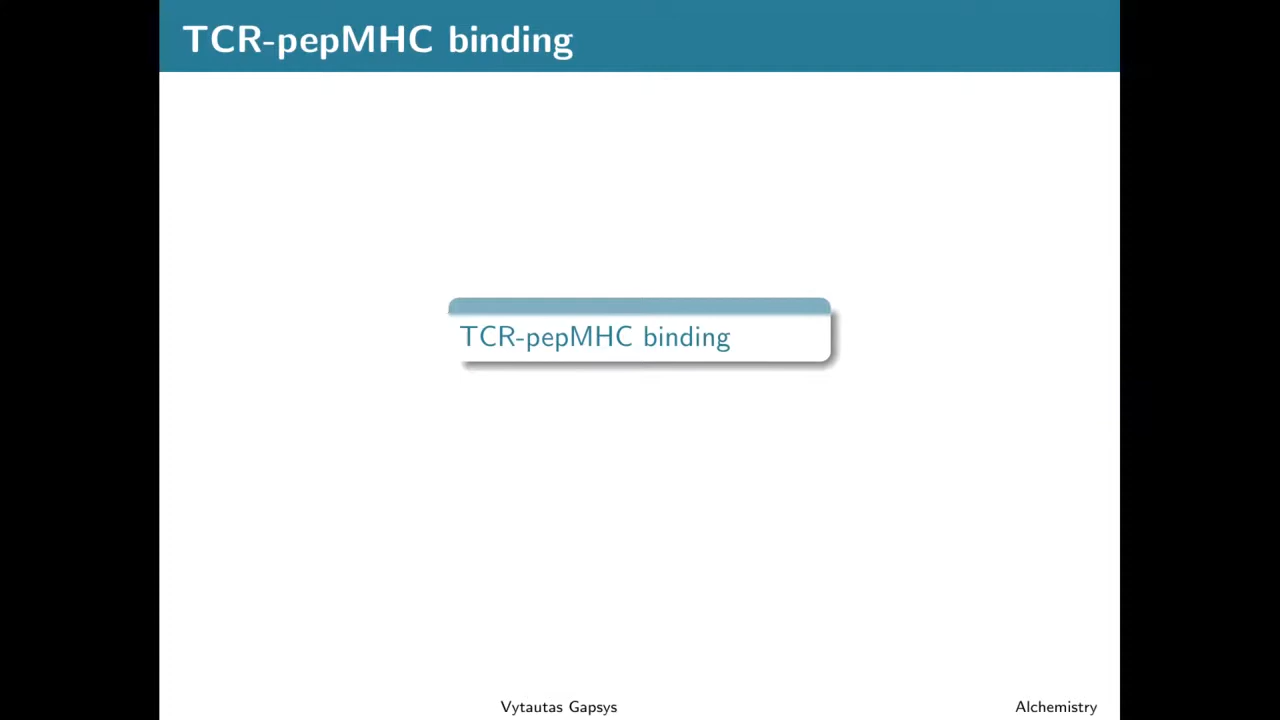 TCR-pepMHC binding
TCR-pepMHC binding
Vytautas Gapsys
Alchemistry